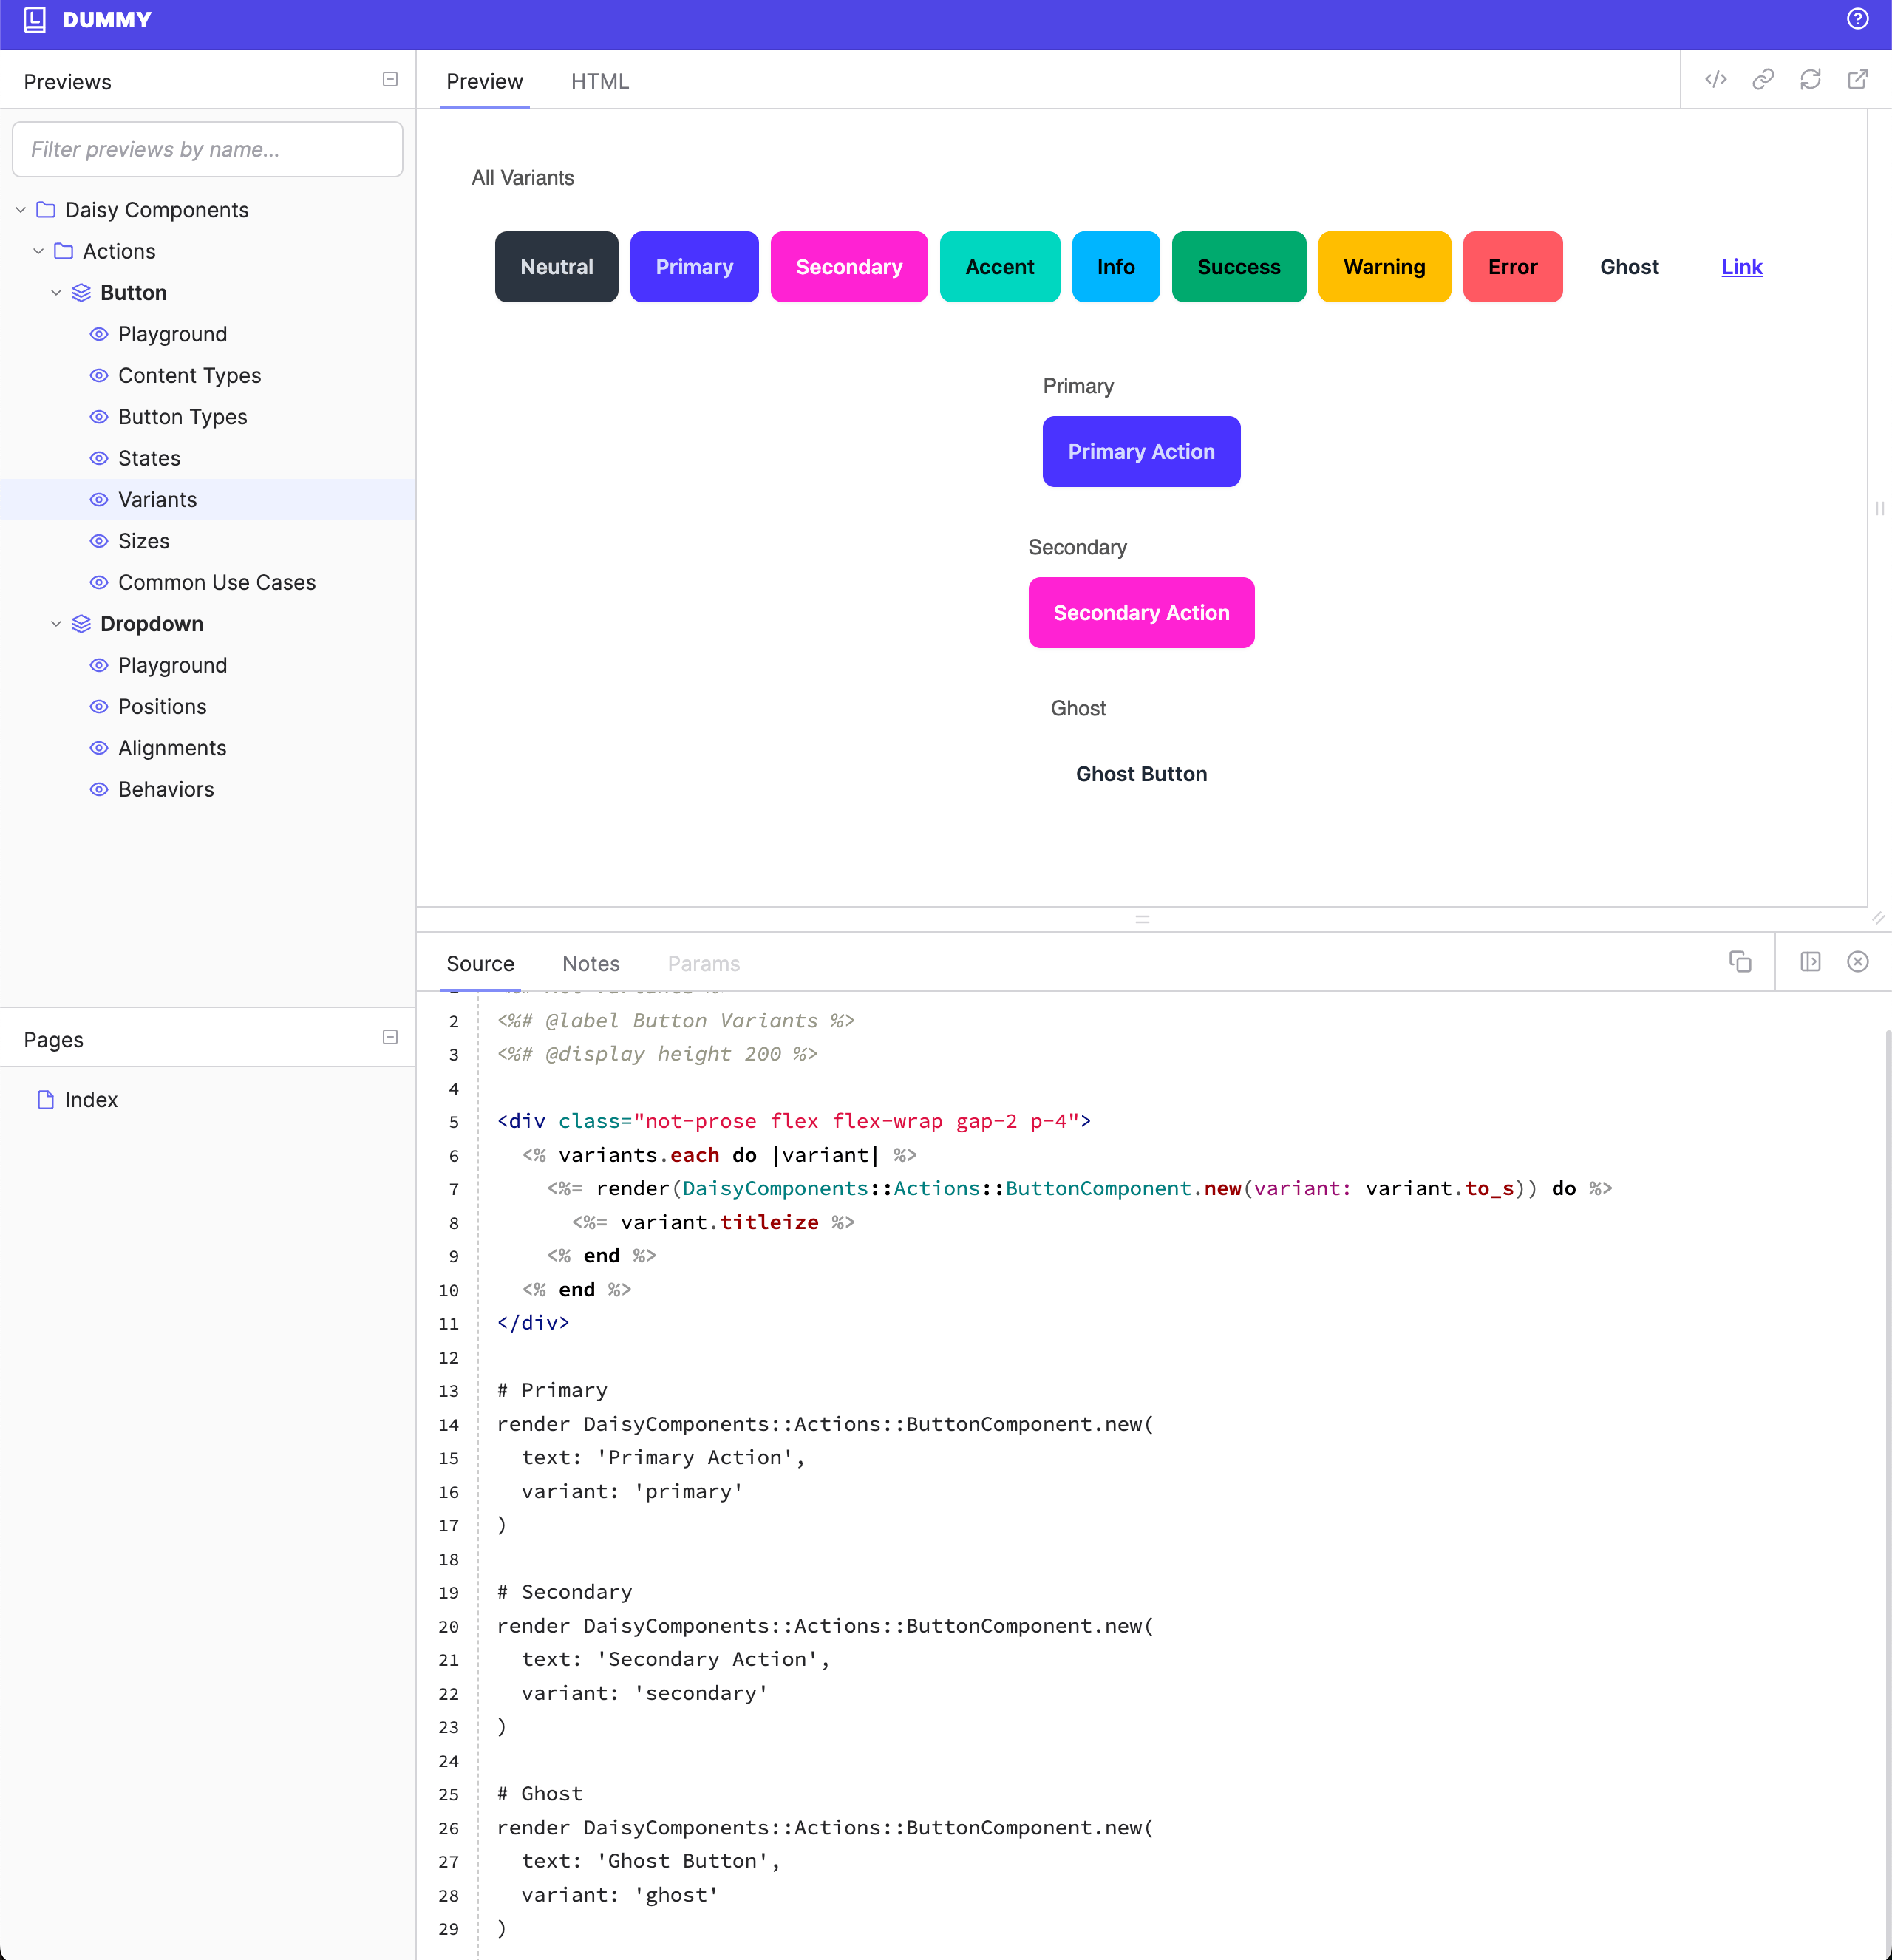 DUMMY
Previews
Preview
HTML
Filter previews by name...
Daisy Components
Actions
Button
Playground
Content Types
Button Types
States
Variants
Sizes
Common Use Cases
Dropdown
Playground
Positions
Alignments
Behaviors
Pages
Index
All Variants
Neutral
Primary
Secondary
Accent
Info
Success
Warning
Error
Ghost
Link
Primary
Primary Action
Secondary
Secondary Action
Ghost
Ghost Button
Source
Notes
Params
2 <%# @label Button Variants %>
3 <%# @display height 200 %>
4
5 <div class="not-prose flex flex-wrap gap-2 p-4">
6 <% variants.each do |variant| %>
7 <%= render(DaisyComponents::Actions::ButtonComponent.new(variant: variant.to_s)) do %>
8 <%= variant.titleize %>
9 <% end %>
10 <% end %>
11 </div>
12
13 # Primary
14 render DaisyComponents::Actions::ButtonComponent.new(
15 text: 'Primary Action',
16 variant: 'primary'
17 )
18
19 # Secondary
20 render DaisyComponents::Actions::ButtonComponent.new(
21 text: 'Secondary Action',
22 variant: 'secondary'
23 )
24
25 # Ghost
26 render DaisyComponents::Actions::ButtonComponent.new(
27 text: 'Ghost Button',
28 variant: 'ghost'
29 )